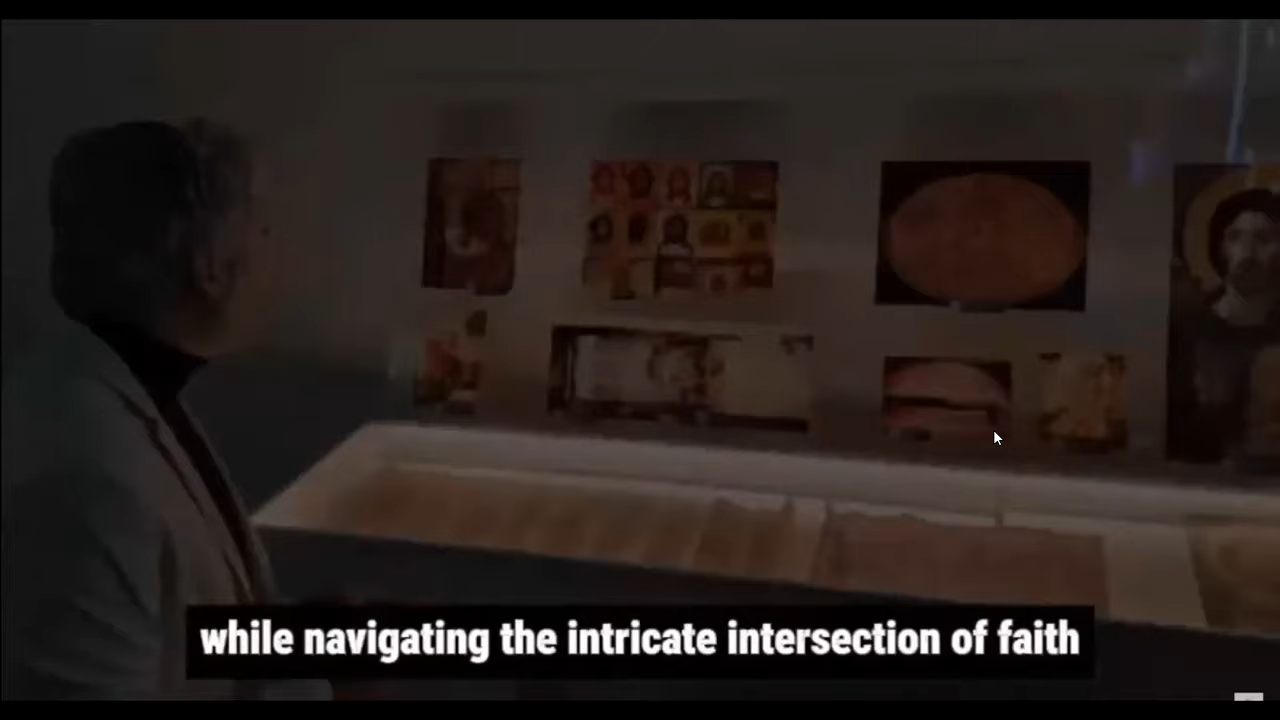 while navigating the intricate intersection of faith